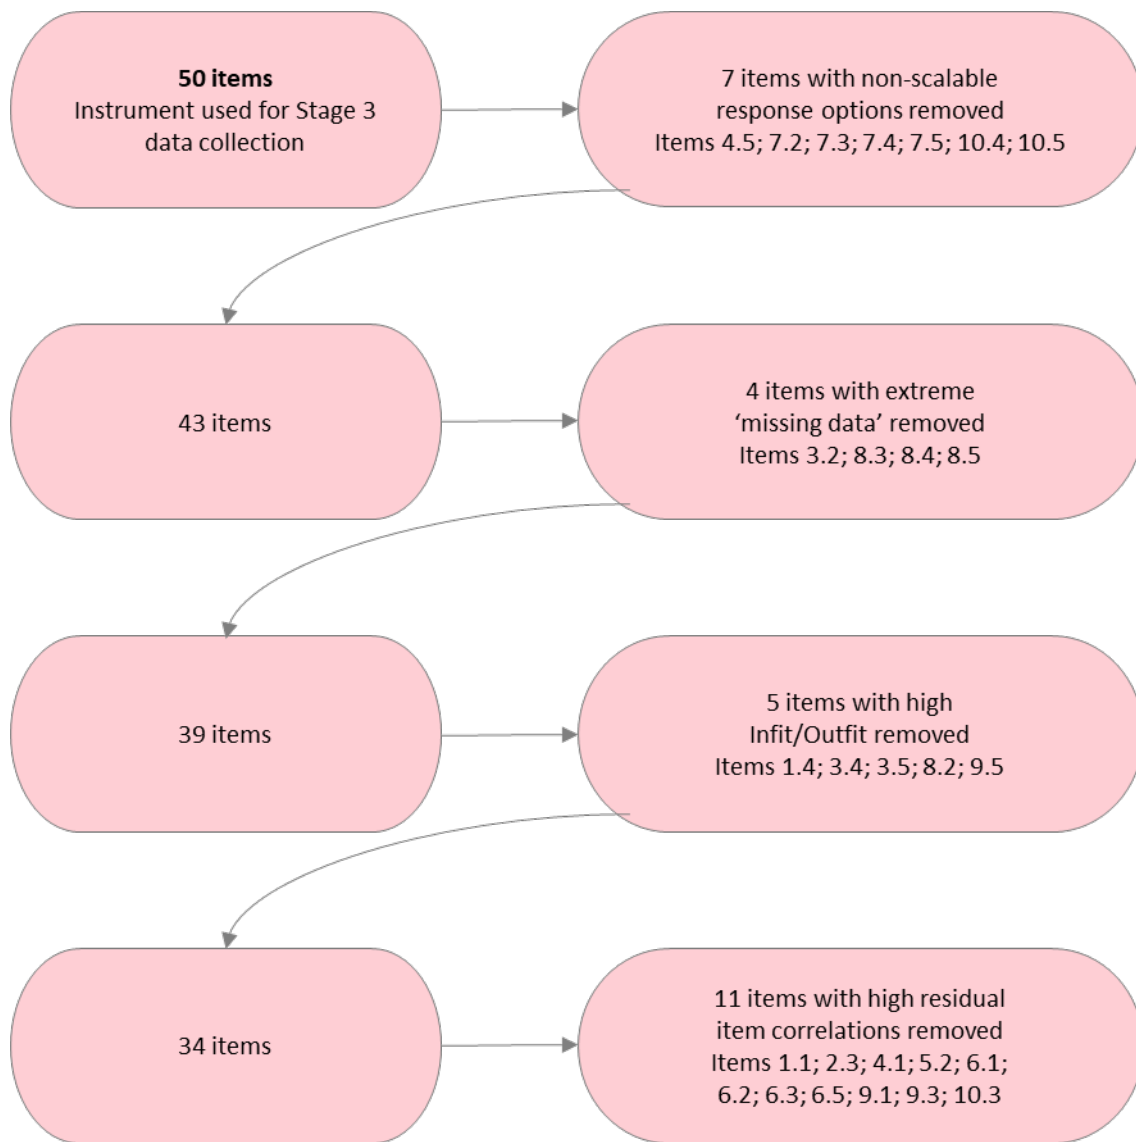 50 items
Instrument used for Stage 3
data collection
7 items with non-scalable
response options removed
Items 4.5; 7.2; 7.3; 7.4; 7.5; 10.4; 10.5
43 items
4 items with extreme
‘missing data’ removed
Items 3.2; 8.3; 8.4; 8.5
39 items
5 items with high
Infit/Outfit removed
Items 1.4; 3.4; 3.5; 8.2; 9.5
34 items
11 items with high residual
item correlations removed
Items 1.1; 2.3; 4.1; 5.2; 6.1;
6.2; 6.3; 6.5; 9.1; 9.3; 10.3